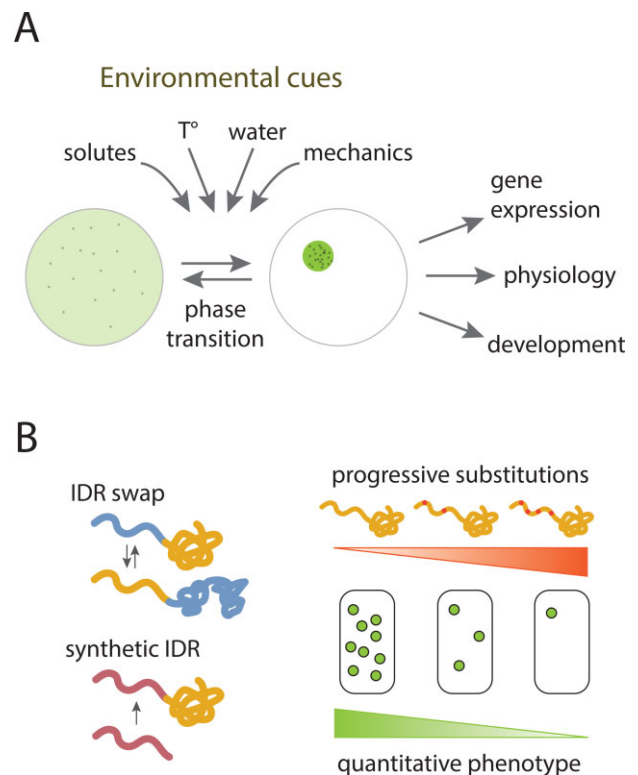 A
Environmental cues
T° water
solutes mechanics
gene
expression
physiology
phase
transition
development
B
progressive substitutions
IDR swap
synthetic IDR
quantitative phenotype